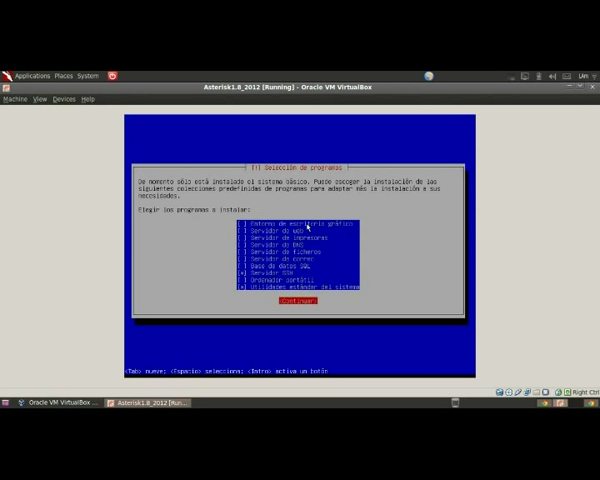 Applications Places System
Asterisk1.8_2012 [Running] - Oracle VM VirtualBox
Machine View Devices Help
[!] Selección de programas
De momento sólo está instalado el sistema básico. Puede escoger la instalación de las
siguientes colecciones predefinidas de programas para adaptar más la instalación a sus
necesidades.
Elegir los programas a instalar:
[ ] Entorno de escritorio gráfico
[ ] Servidor de web
[ ] Servidor de impresoras
[ ] Servidor de DNS
[ ] Servidor de ficheros
[ ] Servidor de correo
[ ] Base de datos SQL
[*] Servidor SSH
[ ] Ordenador portátil
[*] Utilidades estándar del sistema
<Continuar>
<Tab> mueve; <Espacio> selecciona; <Intro> activa un botón
Right Ctrl
Oracle VM VirtualBox ...
Asterisk1.8_2012 [Run...